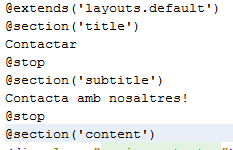 @extends('layouts.default')
@section('title')
Contactar
@stop
@section('subtitle')
Contacta amb nosaltres!
@stop
@section('content')